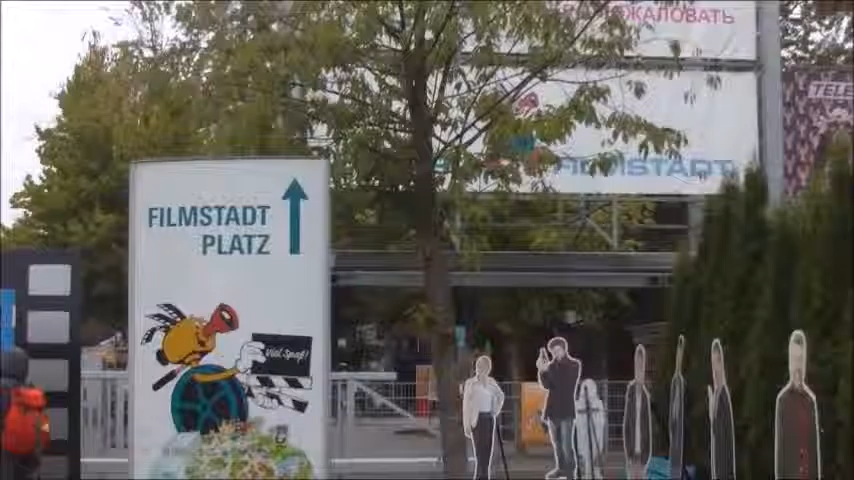 ЖАЛОВАТЬ
TELE
FILMSTADT
FILMSTADT
PLATZ
Viel Spaß!